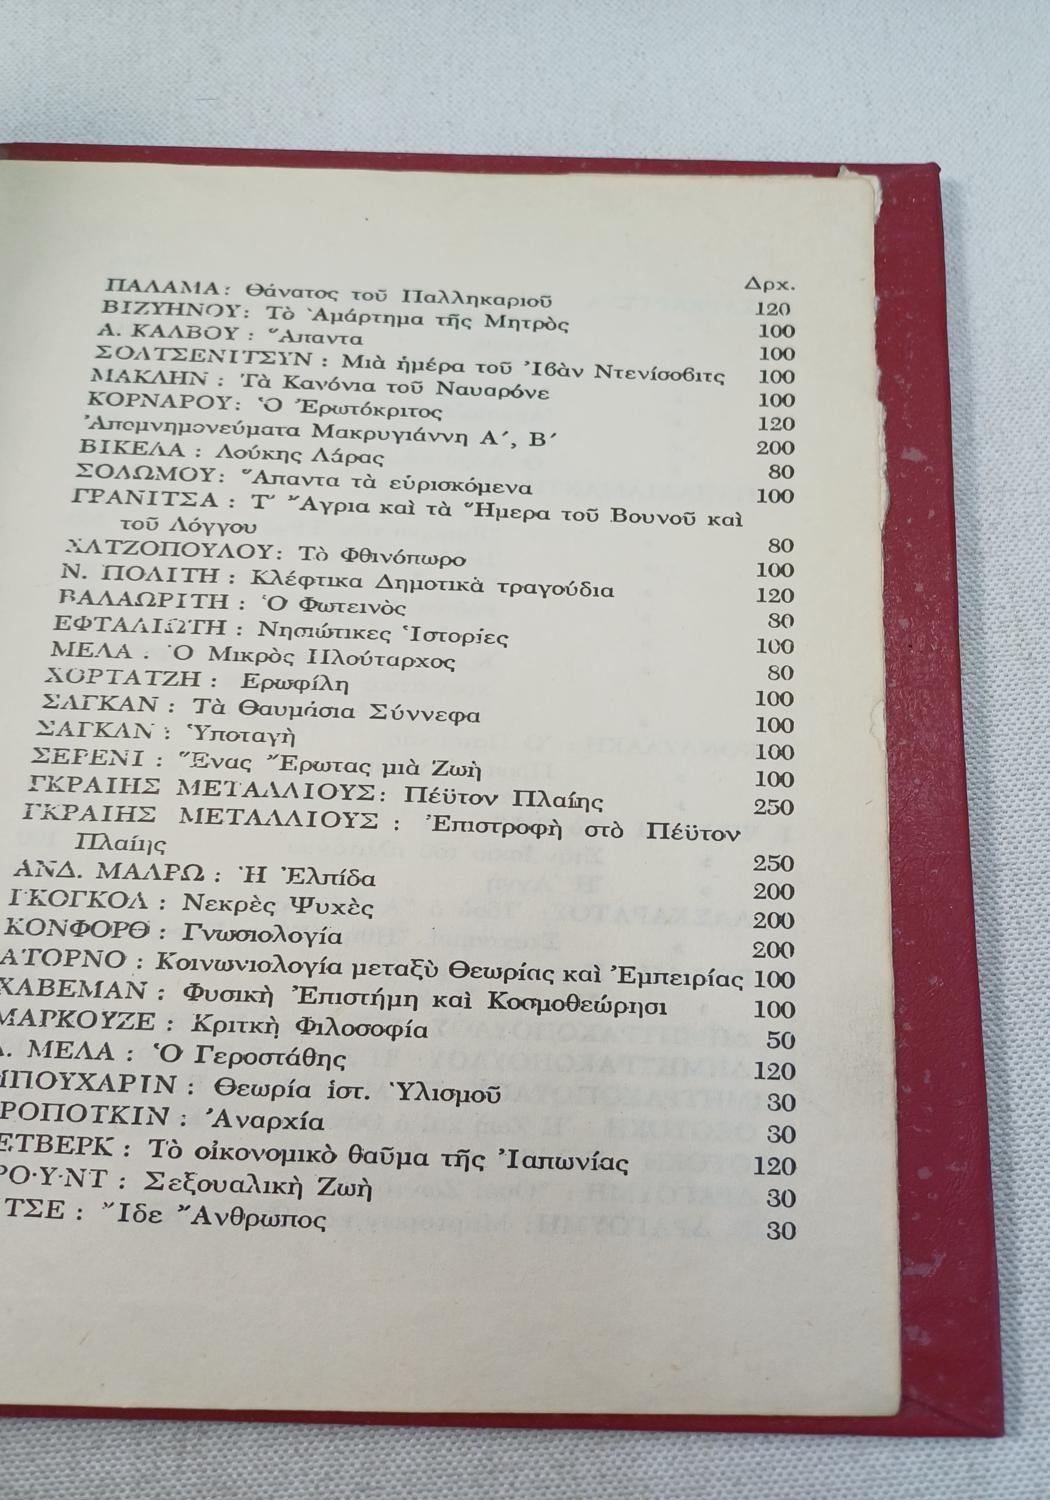 Δρχ.
ΠΑΛΑΜΑ: Θάνατος τοῦ Παλληκαριοῦ 120
ΒΙΖΥΗΝΟΥ: Τὸ Ἁμάρτημα τῆς Μητρὸς 100
Α. ΚΑΛΒΟΥ: Ἅπαντα 100
ΣΟΛΤΣΕΝΙΤΣΥΝ: Μιὰ ἡμέρα τοῦ Ἰβὰν Ντενίσοβιτς 100
ΜΑΚΛΗΝ: Τὰ Κανόνια τοῦ Ναυαρόνε 100
ΚΟΡΝΑΡΟΥ: Ὁ Ἐρωτόκριτος 120
Ἀπομνημονεύματα Μακρυγιάννη Α΄, Β΄ 200
ΒΙΚΕΛΑ: Λούκης Λάρας 80
ΣΟΛΩΜΟΥ: Ἅπαντα τὰ εὑρισκόμενα 100
ΓΡΑΝΙΤΣΑ: Τ' Ἄγρια καὶ τὰ Ἥμερα τοῦ Βουνοῦ καὶ
τοῦ Λόγγου 80
ΧΑΤΖΟΠΟΥΛΟΥ: Τὸ Φθινόπωρο 100
Ν. ΠΟΛΙΤΗ: Κλέφτικα Δημοτικὰ τραγούδια 120
ΒΑΛΑΩΡΙΤΗ: Ὁ Φωτεινὸς 80
ΕΦΤΑΛΙΩΤΗ: Νησιώτικες Ἱστορίες 100
ΜΕΛΑ. Ὁ Μικρὸς Πλούταρχος 80
ΧΟΡΤΑΤΖΗ: Ερωφίλη 100
ΣΑΓΚΑΝ: Τὰ Θαυμάσια Σύννεφα 100
ΣΑΓΚΑΝ: Ὑποταγὴ 100
ΣΕΡΕΝΙ: Ἕνας Ἔρωτας μιὰ Ζωὴ 100
ΓΚΡΑΙΗΣ ΜΕΤΑΛΛΙΟΥΣ: Πέϋτον Πλαίης 250
ΓΚΡΑΙΗΣ ΜΕΤΑΛΛΙΟΥΣ: Ἐπιστροφὴ στὸ Πέϋτον
Πλαίης 250
ΑΝΔ. ΜΑΛΡΩ: Ἡ Ἐλπίδα 200
ΓΚΟΓΚΟΛ: Νεκρὲς Ψυχὲς 200
ΚΟΝΦΟΡΘ: Γνωσιολογία 200
ΑΤΟΡΝΟ: Κοινωνιολογία μεταξὺ Θεωρίας καὶ Ἐμπειρίας 100
ΧΑΒΕΜΑΝ: Φυσικὴ Ἐπιστήμη καὶ Κοσμοθεώρησι 100
ΜΑΡΚΟΥΖΕ: Κριτκὴ Φιλοσοφία 50
Λ. ΜΕΛΑ: Ὁ Γεροστάθης 120
ΜΠΟΥΧΑΡΙΝ: Θεωρία ἱστ. Ὑλισμοῦ 30
ΡΟΠΟΤΚΙΝ: Ἀναρχία 30
ΕΤΒΕΡΚ: Τὸ οἰκονομικὸ θαῦμα τῆς Ἰαπωνίας 120
ΡΟ·Υ·ΝΤ: Σεξουαλικὴ Ζωὴ 30
ΤΣΕ: Ἴδε Ἄνθρωπος 30